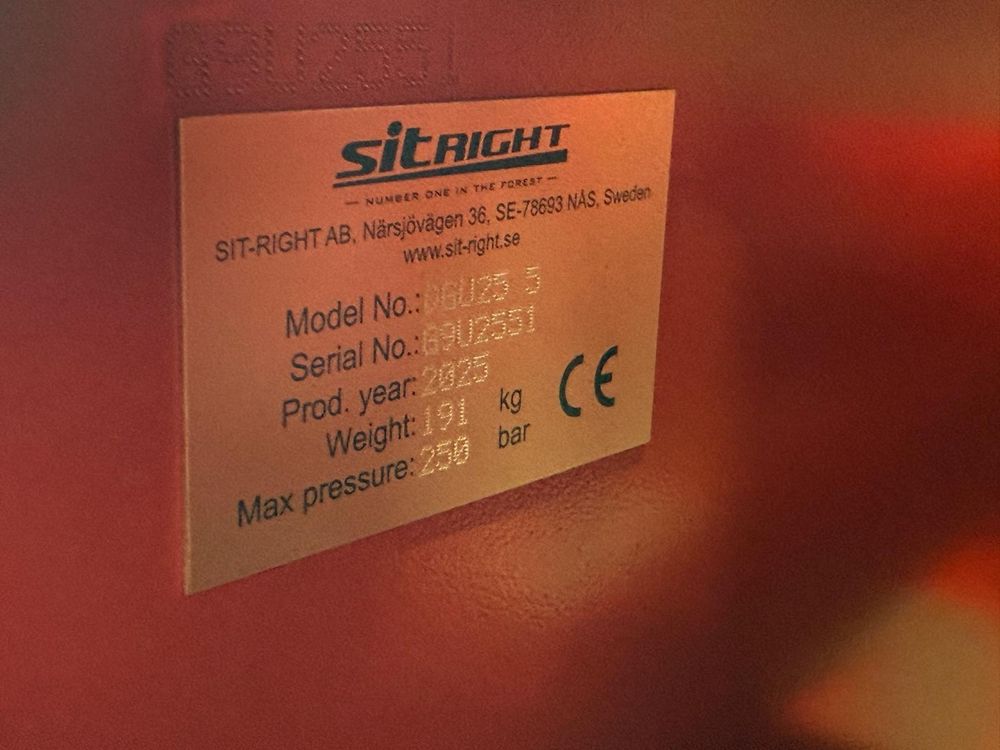 SitRIGHT
NUMBER ONE IN THE FOREST
SIT-RIGHT AB, Närsjövägen 36, SE-78693 NÅS, Sweden
www.sit-right.se
Model No.:
Serial No.: G9U2551
Prod. year: 2025
Weight: 191 kg
Max pressure: 250 bar
CE